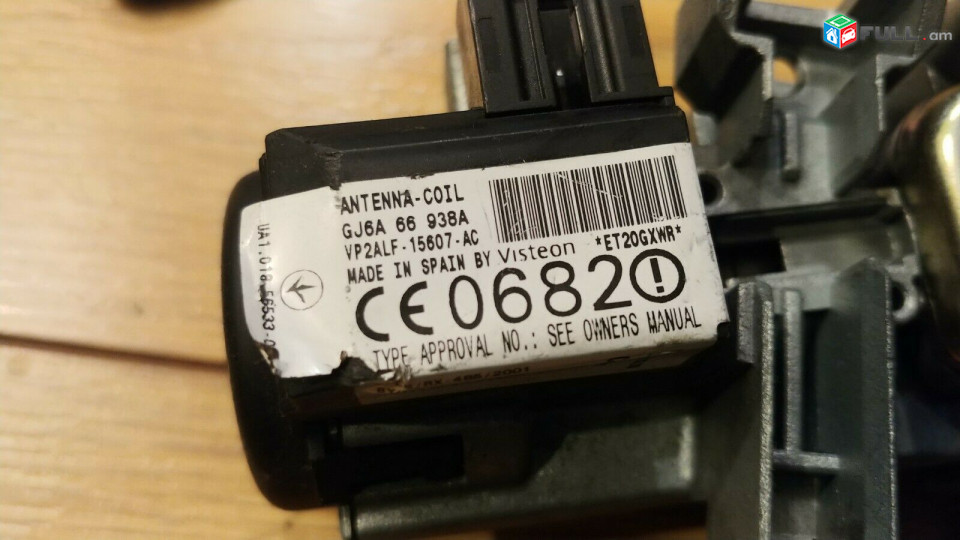 FULL.am
ANTENNA-COIL
GJ6A 66 938A
VP2ALF-15607-AC
*ET20GXWR*
MADE IN SPAIN BY Visteon
CE 0682
TYPE APPROVAL NO.: SEE OWNERS MANUAL